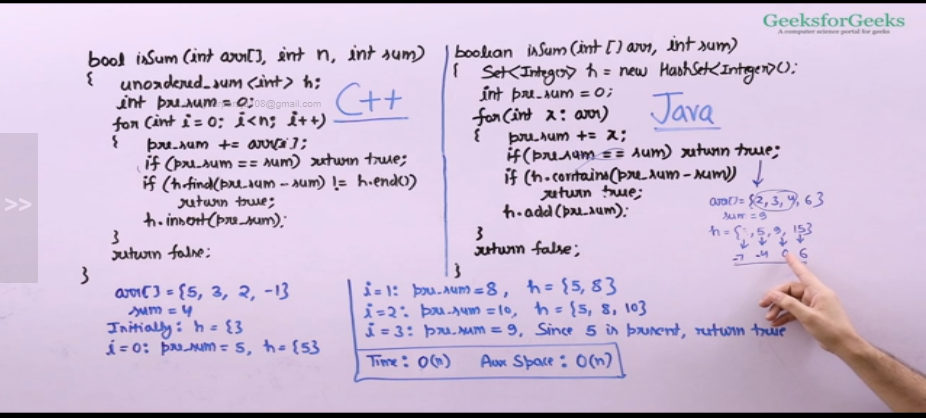 GeeksforGeeks
A computer science portal for geeks
bool isSum(int arr[], int n, int sum)
{
unordered_sum<int> h;
int pre_sum = 0;
08@gmail.com
for (int i=0; i<n; i++)
{ pre_sum += arr[i];
if (pre_sum == sum) return true;
if (h.find(pre_sum - sum) != h.end())
return true;
h.insert(pre_sum);
}
return false;
}
C++
boolean isSum(int [] arr, int sum)
{ Set<Integer> h = new HashSet<Integer>();
int pre_sum = 0;
for(int x: arr)
{ pre_sum += x;
if(pre_sum == sum) return true;
if (h.contains(pre_sum - sum))
return true;
h.add(pre_sum);
}
return false;
}
Java
arr[] = {2, 3, 4, 6}
sum = 9
h = { , 5, 9, 15}
-7 -4 0 6
arr[] = {5, 3, 2, -1}
sum = 4
Initially: h = {}
i=0: pre_sum = 5, h = {5}
i=1: pre_sum = 8, h = {5, 8}
i=2: pre_sum = 10, h = {5, 8, 10}
i=3: pre_sum = 9, Since 5 is present, return true
Time: O(n) Aux Space: O(n)
>>